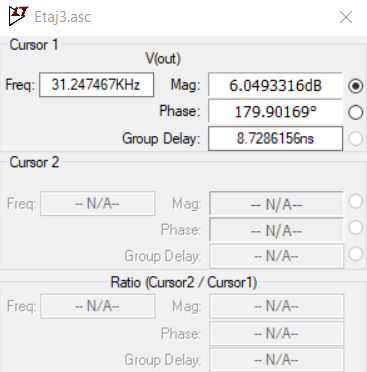 Etaj3.asc
Cursor 1
V(out)
Freq: 31.247467KHz Mag: 6.0493316dB
Phase: 179.90169°
Group Delay: 8.7286156ns
Cursor 2
Freq: -- N/A-- Mag: -- N/A--
Phase: -- N/A--
Group Delay: -- N/A--
Ratio (Cursor2 / Cursor1)
Freq: -- N/A-- Mag: -- N/A--
Phase: -- N/A--
Group Delay: -- N/A--